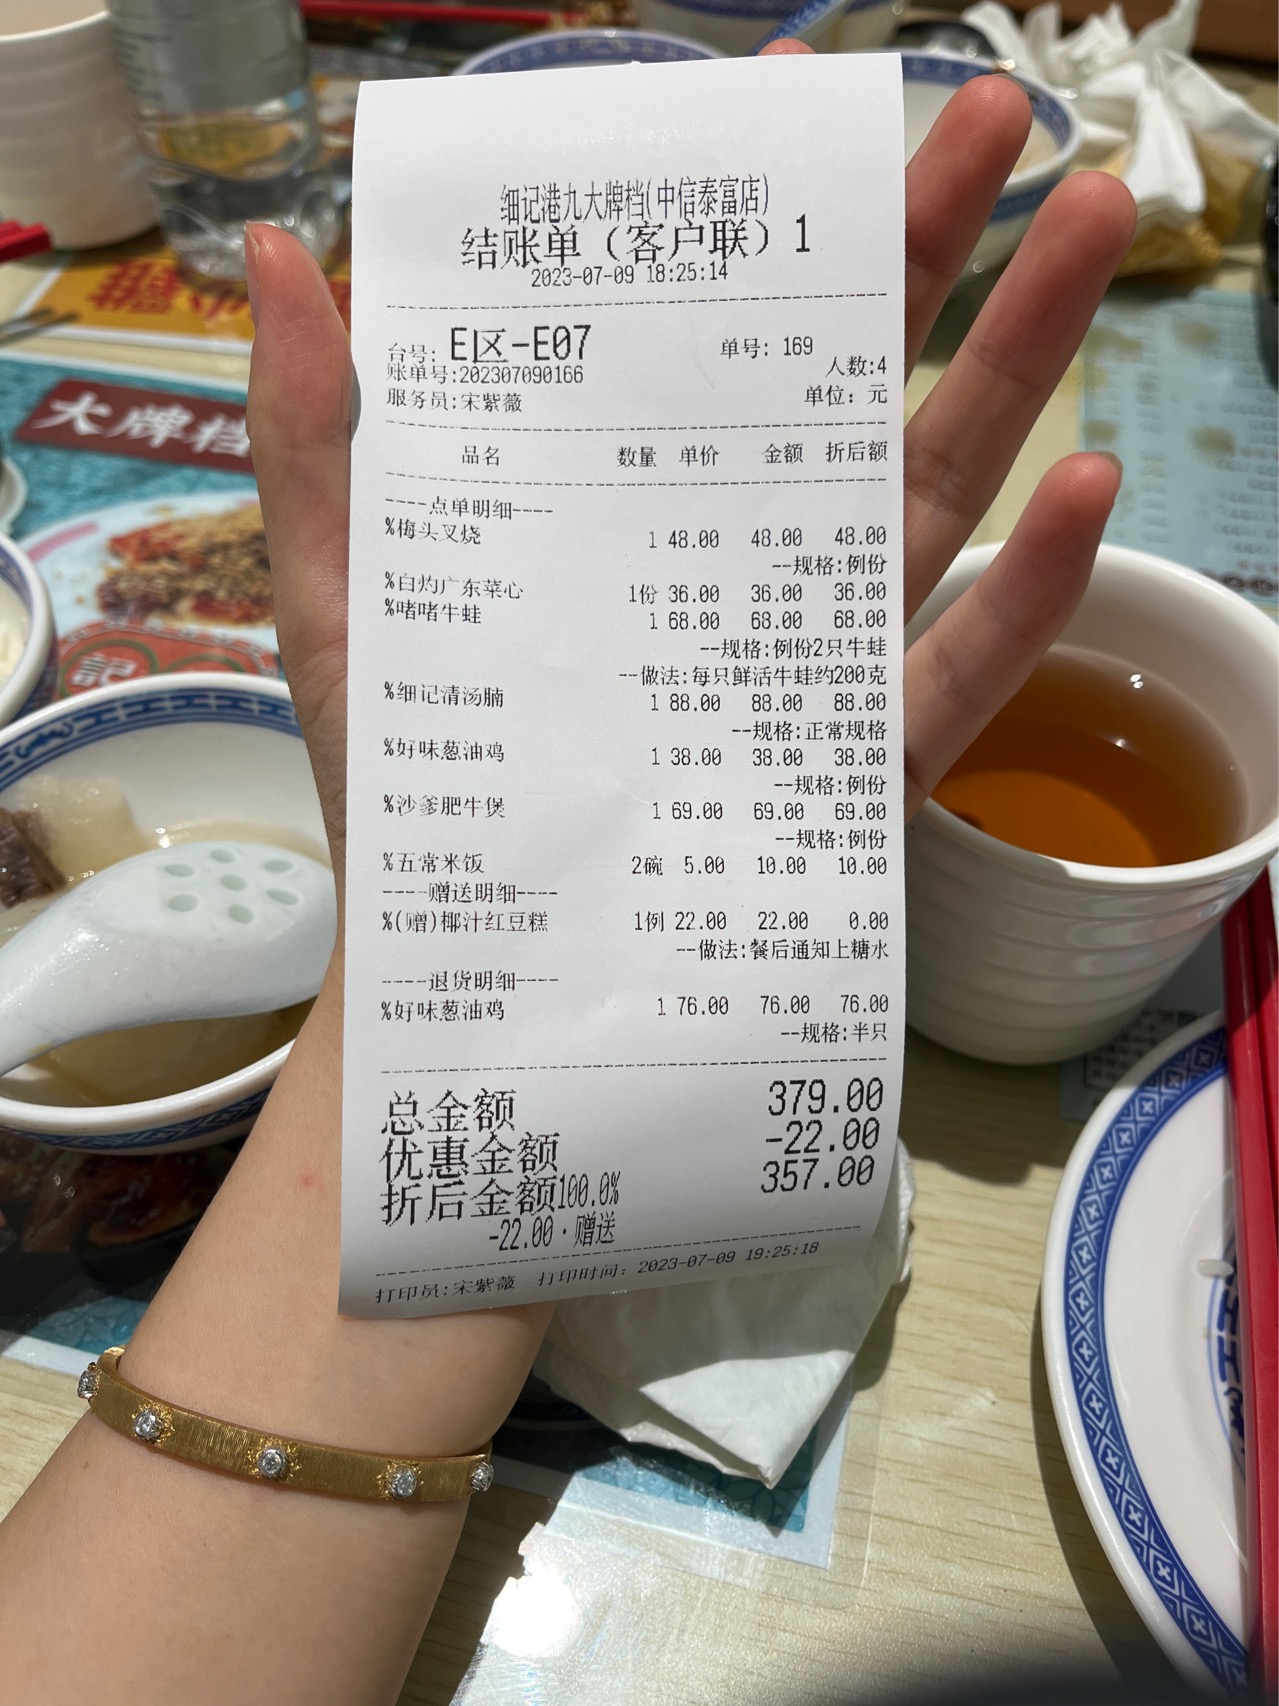 细记港九大牌档(中信泰富店)
结账单（客户联）1
2023-07-09 18:25:14
台号: E区-E07 单号: 169
账单号:202307090166 人数:4
服务员:宋紫薇 单位: 元
品名 数量 单价 金额 折后额
----点单明细----
%梅头叉烧 1 48.00 48.00 48.00
--规格:例份
%白灼广东菜心 1份 36.00 36.00 36.00
%啫啫牛蛙 1 68.00 68.00 68.00
--规格:例份2只牛蛙
--做法:每只鲜活牛蛙约200克
%细记清汤腩 1 88.00 88.00 88.00
--规格:正常规格
%好味葱油鸡 1 38.00 38.00 38.00
--规格:例份
%沙爹肥牛煲 1 69.00 69.00 69.00
--规格:例份
%五常米饭 2碗 5.00 10.00 10.00
----赠送明细----
%(赠)椰汁红豆糕 1例 22.00 22.00 0.00
--做法:餐后通知上糖水
----退货明细----
%好味葱油鸡 1 76.00 76.00 76.00
--规格:半只
总金额 379.00
优惠金额 -22.00
折后金额100.0% 357.00
-22.00·赠送
打印员:宋紫薇 打印时间: 2023-07-09 19:25:18
大牌档
記